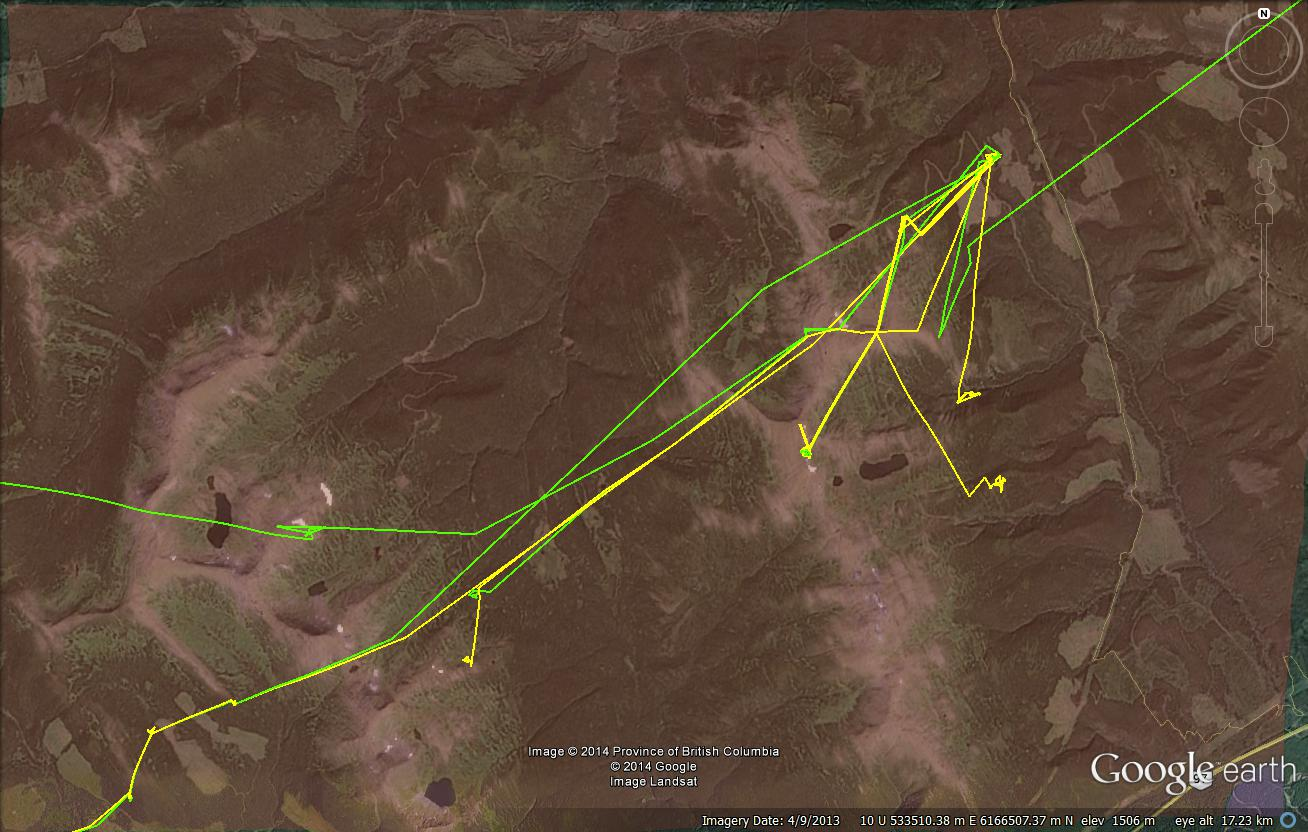 N
Image © 2014 Province of British Columbia
© 2014 Google
Image Landsat
Google earth
97
Imagery Date: 4/9/2013 10 U 533510.38 m E 6166507.37 m N elev 1506 m eye alt 17.23 km